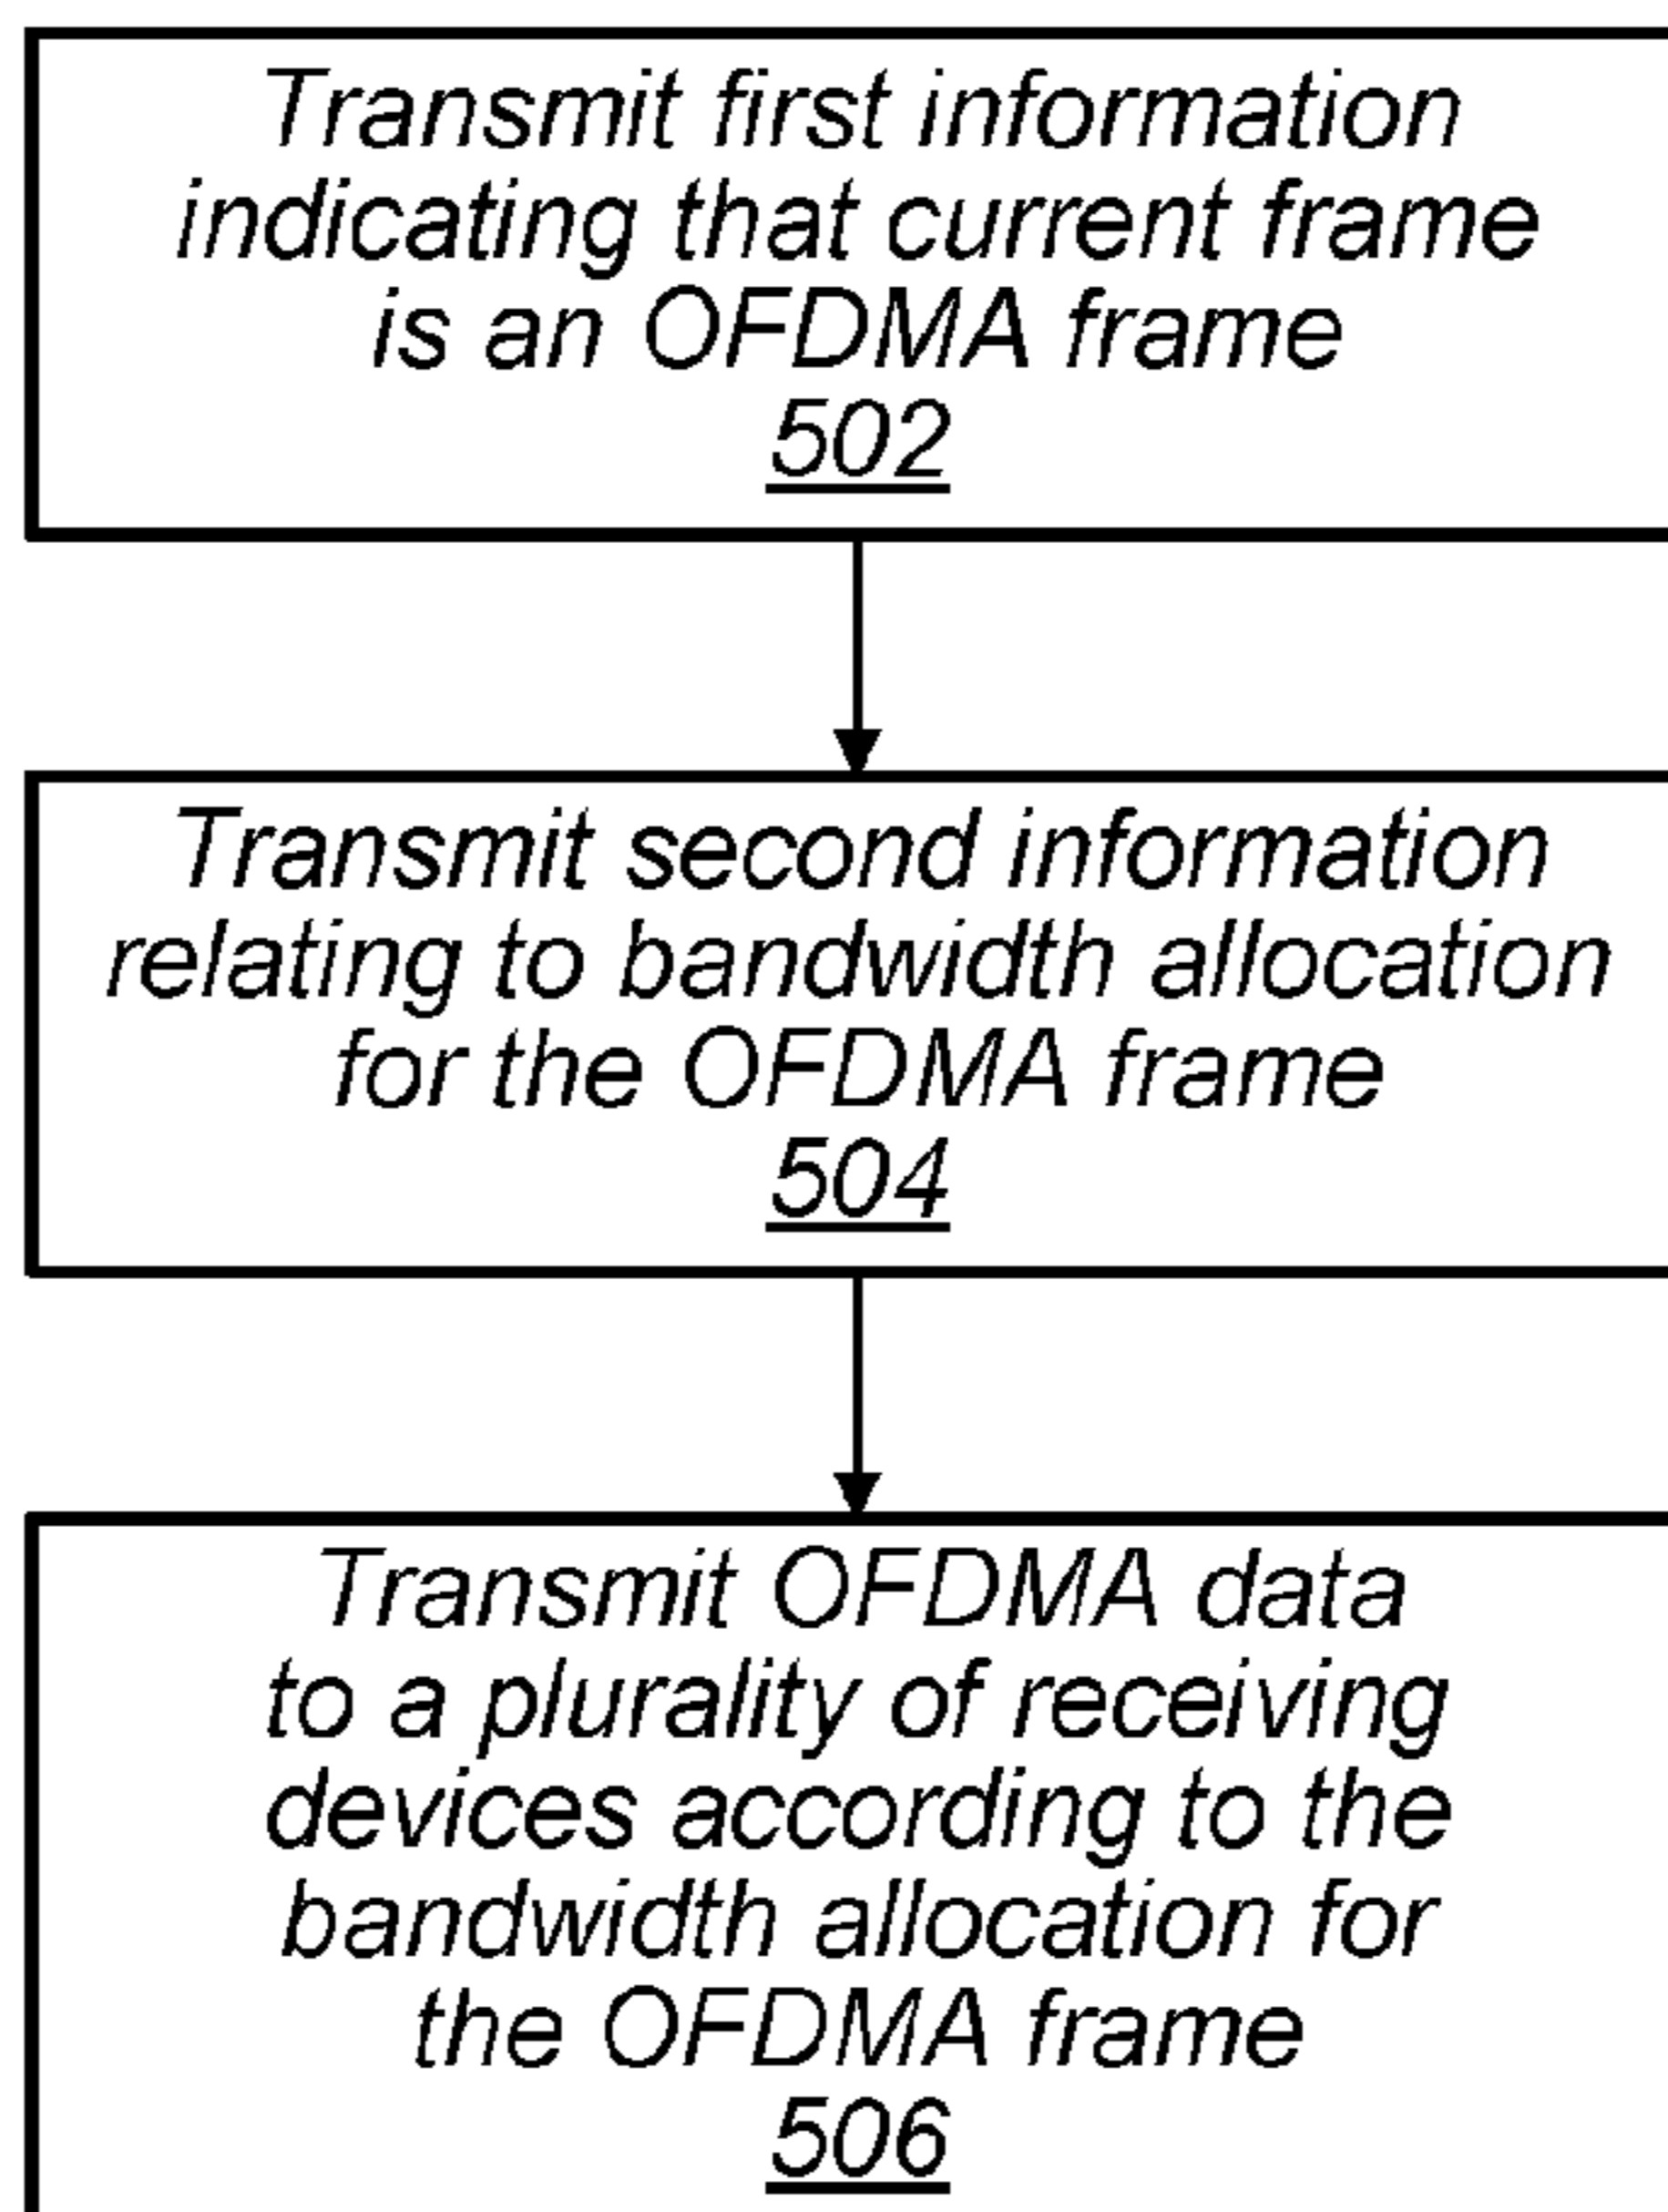 Transmit first information
indicating that current frame
is an OFDMA frame
502
Transmit second information
relating to bandwidth allocation
for the OFDMA frame
504
Transmit OFDMA data
to a plurality of receiving
devices according to the
bandwidth allocation for
the OFDMA frame
506